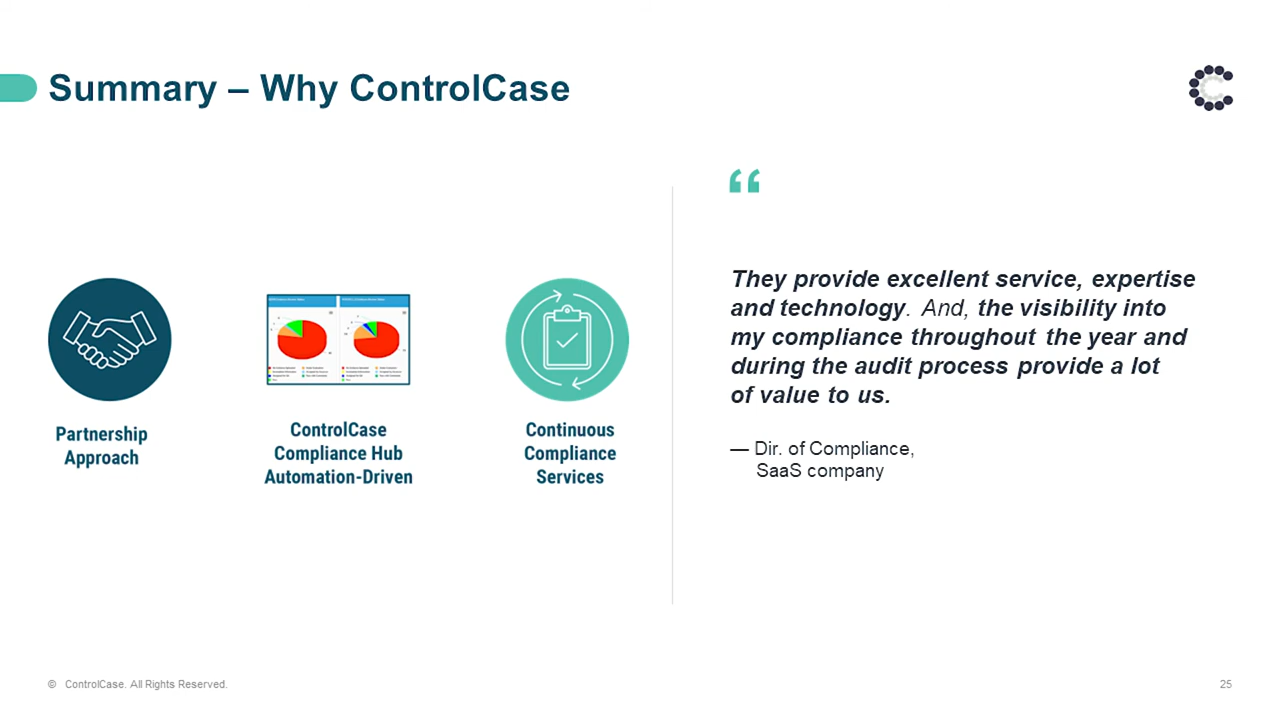 Summary – Why ControlCase
Partnership
Approach
ControlCase
Compliance Hub
Automation-Driven
Continuous
Compliance
Services
“
They provide excellent service, expertise
and technology. And, the visibility into
my compliance throughout the year and
during the audit process provide a lot
of value to us.
— Dir. of Compliance,
SaaS company
© ControlCase. All Rights Reserved.
25